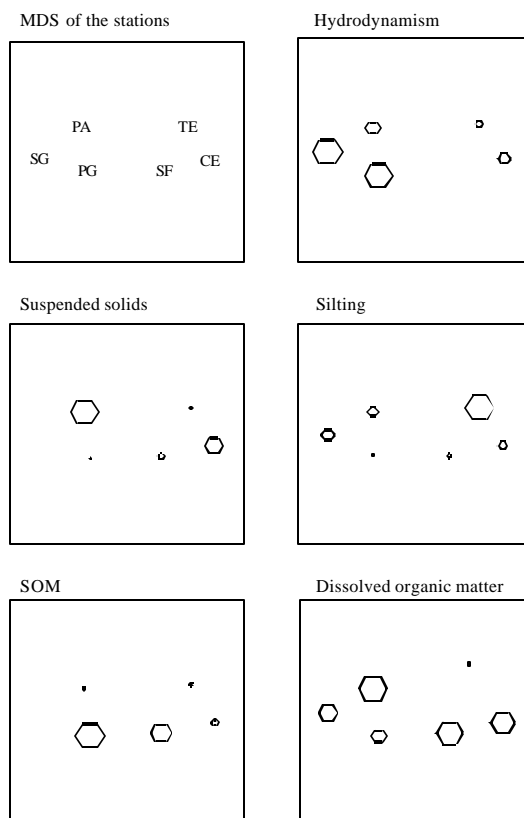 MDS of the stations
Hydrodynamism
PA
TE
SG
PG
SF
CE
Suspended solids
Silting
SOM
Dissolved organic matter